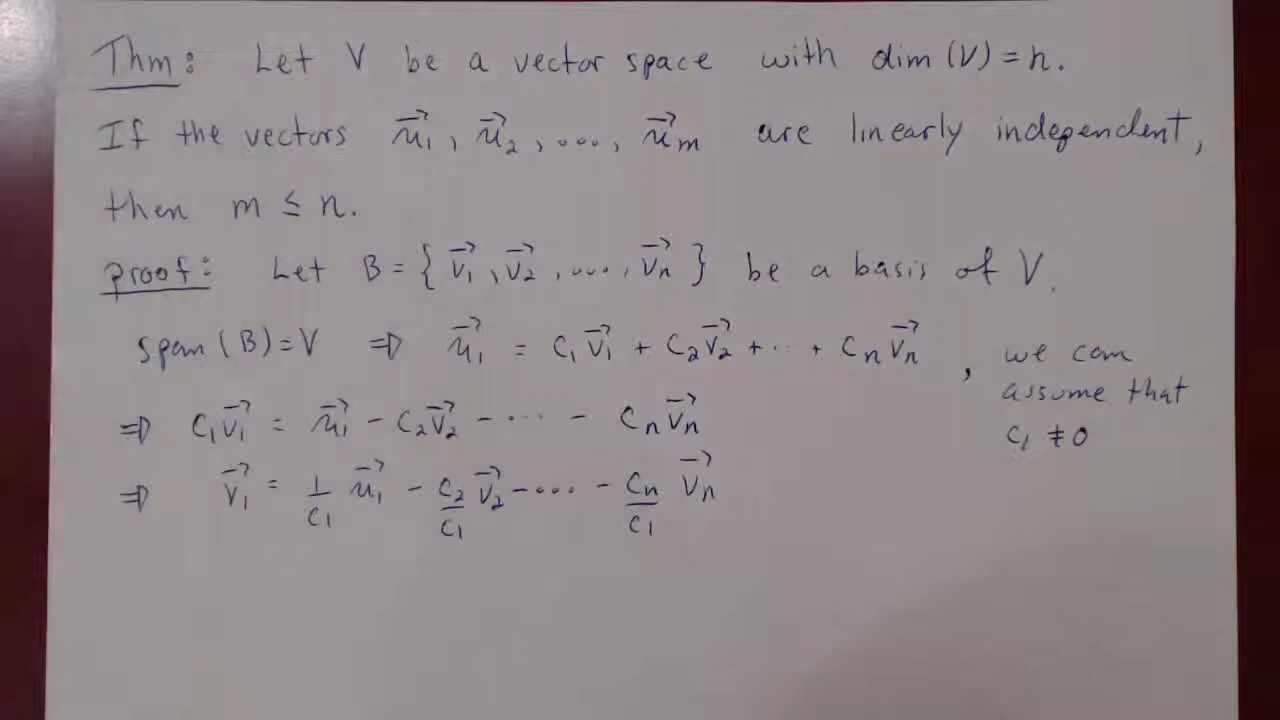 Thm: Let V be a vector space with dim (V) = n.
If the vectors u⃗₁, u⃗₂, ..., u⃗ₘ are linearly independent,
then m ≤ n.
proof: Let B = { v⃗₁, v⃗₂, ..., v⃗ₙ } be a basis of V.
span (B) = V ⇒ u⃗₁ = c₁v⃗₁ + c₂v⃗₂ + ... + cₙv⃗ₙ , we can
assume that
c₁ ≠ 0
⇒ c₁v⃗₁ = u⃗₁ - c₂v⃗₂ - .... - cₙv⃗ₙ
⇒ v⃗₁ = 1/c₁ u⃗₁ - c₂/c₁ v⃗₂ - .... - cₙ/c₁ v⃗ₙ